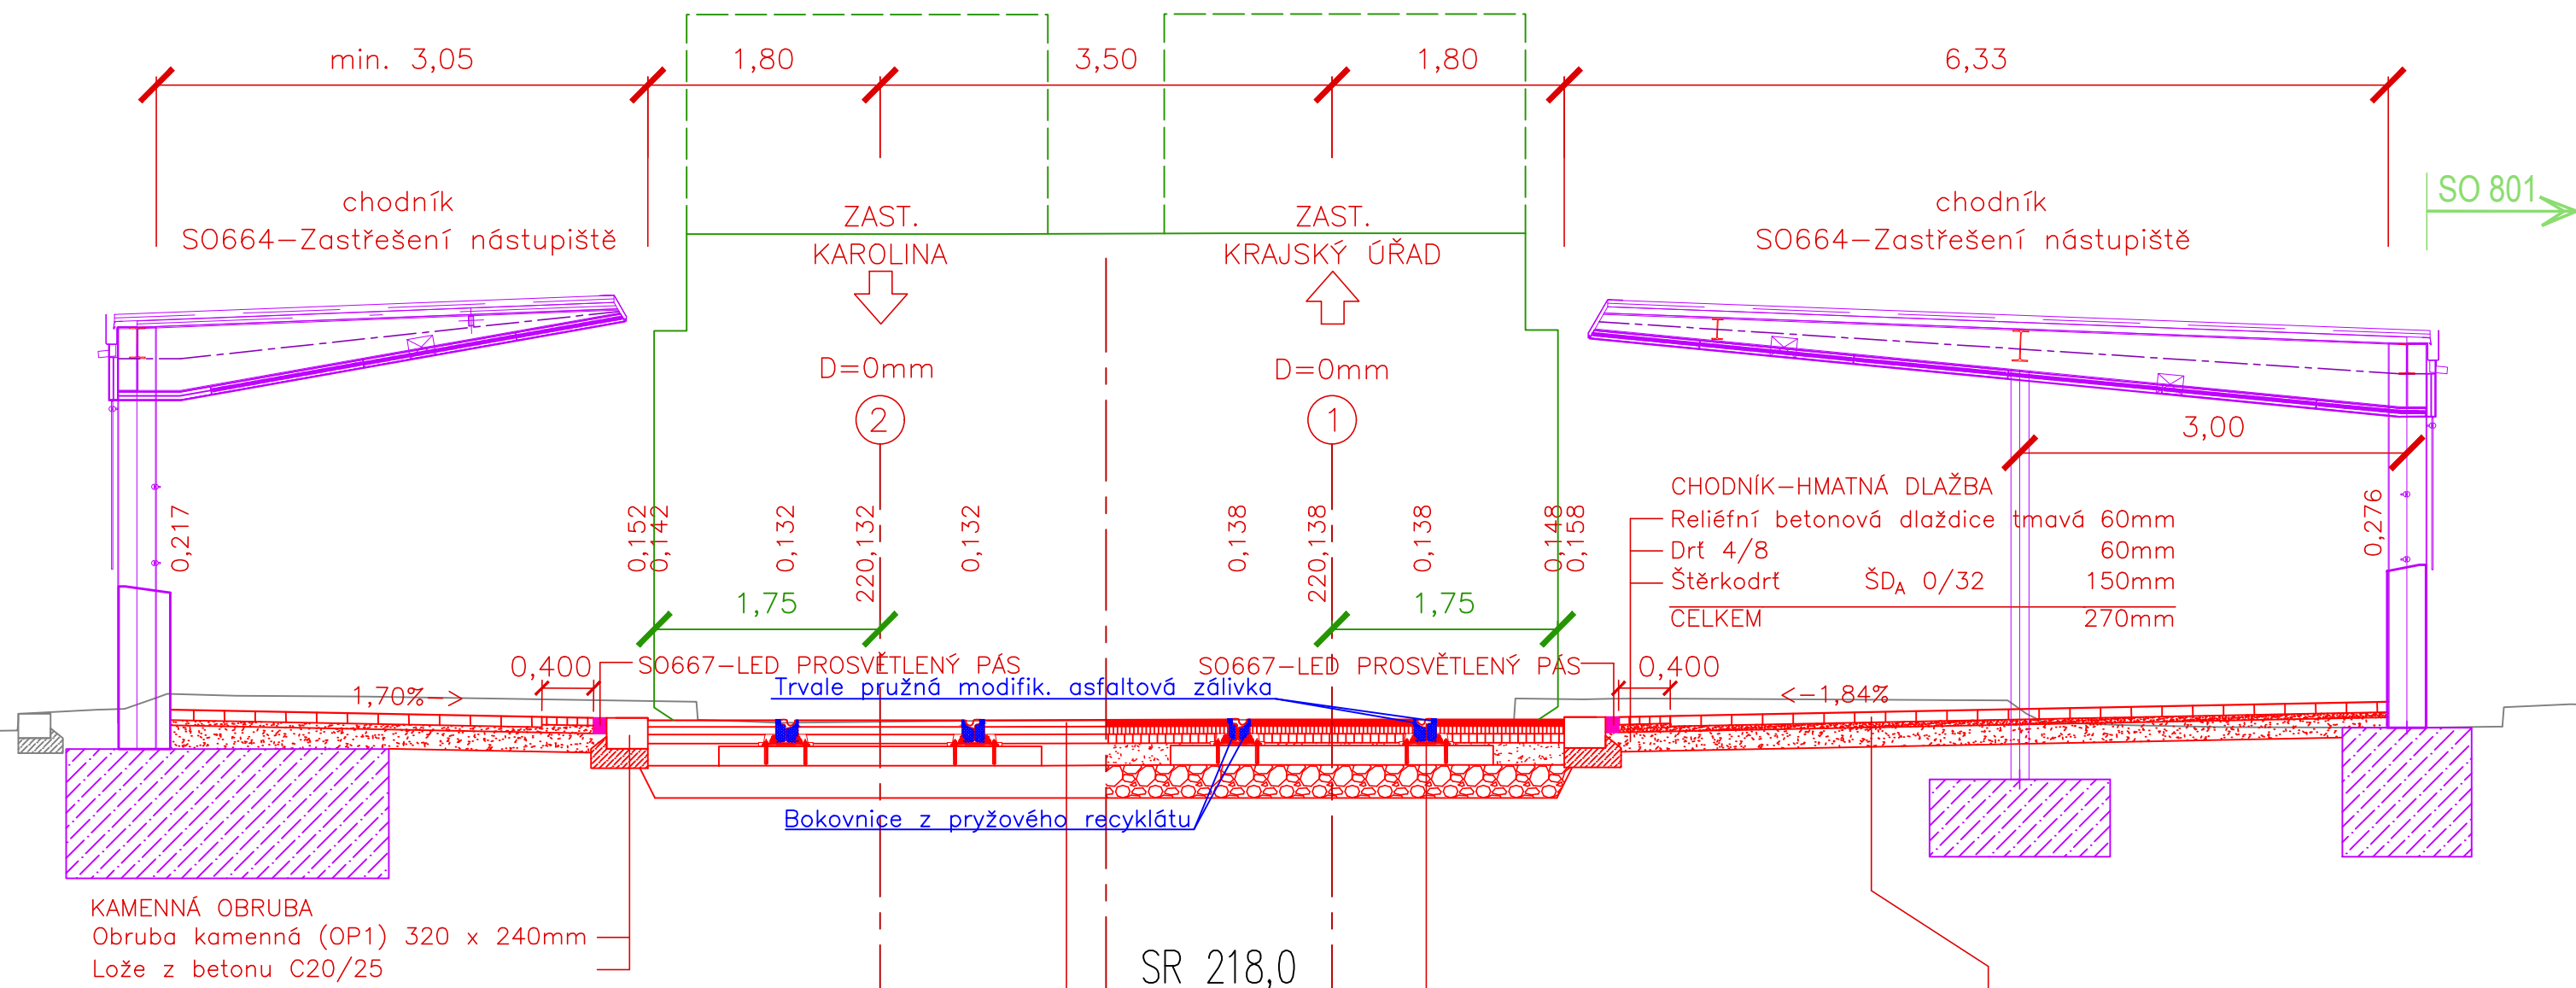 min. 3,05
1,80
3,50
1,80
6,33
SO 801
chodník
SO664-Zastřešení nástupiště
ZAST.
KAROLINA
ZAST.
KRAJSKÝ ÚŘAD
chodník
SO664-Zastřešení nástupiště
D=0mm
D=0mm
2
1
3,00
0,217
0,152
0,142
0,132
220,132
0,132
0,138
220,138
0,138
0,148
0,158
0,276
CHODNÍK-HMATNÁ DLAŽBA
Reliéfní betonová dlaždice tmavá 60mm
Drť 4/8 60mm
Štěrkodrť ŠDA 0/32 150mm
CELKEM 270mm
1,75
1,75
0,400
SO667-LED PROSVĚTLENÝ PÁS
SO667-LED PROSVĚTLENÝ PÁS
0,400
1,70%->
Trvale pružná modifik. asfaltová zálivka
<-1,84%
Bokovnice z pryžového recyklátu
KAMENNÁ OBRUBA
Obruba kamenná (OP1) 320 x 240mm
Lože z betonu C20/25
SR 218,0